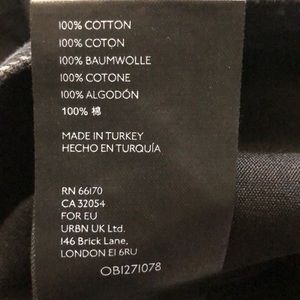 100% COTTON
100% COTON
100% BAUMWOLLE
100% COTONE
100% ALGODÓN
100% 棉
MADE IN TURKEY
HECHO EN TURQUÍA
RN 66170
CA 32054
FOR EU
URBN UK Ltd.
146 Brick Lane,
LONDON E1 6RU
OB1271078